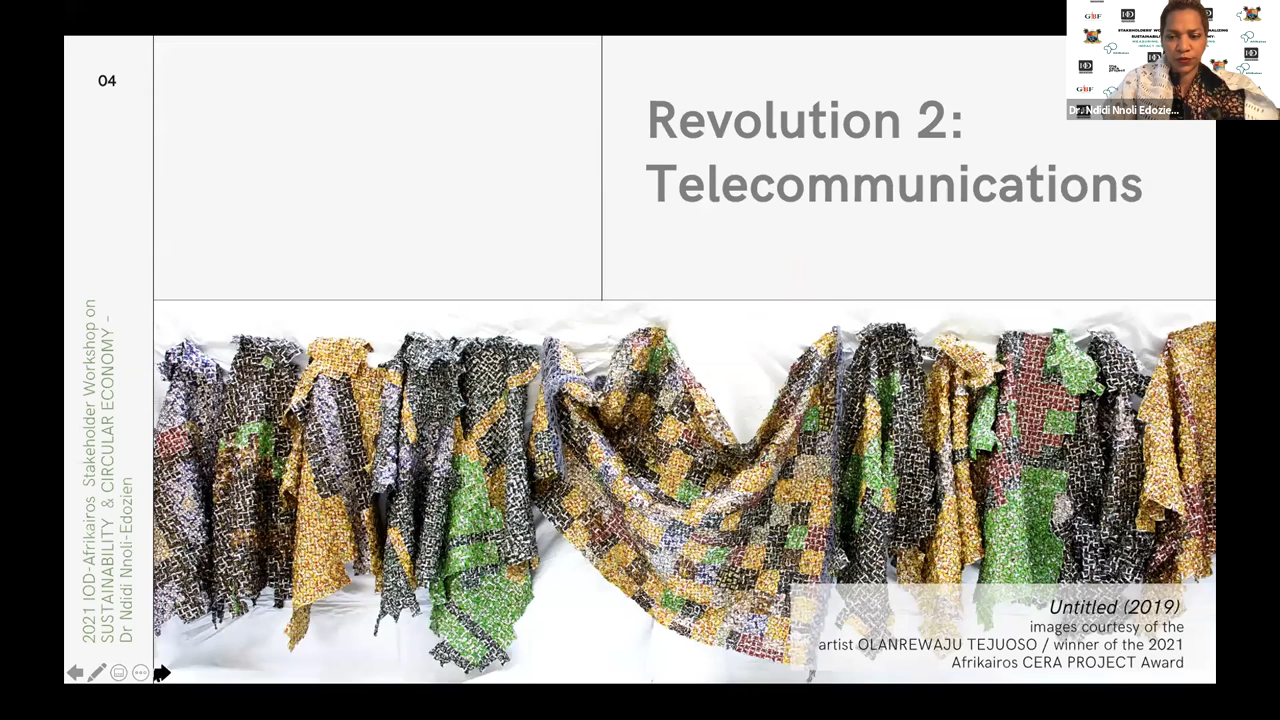 04
Revolution 2:
Telecommunications
2021 IOD-Afrikairos Stakeholder Workshop on
SUSTAINABILITY & CIRCULAR ECONOMY –
Dr Ndidi Nnoli-Edozien
Untitled (2019)
images courtesy of the
artist OLANREWAJU TEJUOSO / winner of the 2021
Afrikairos CERA PROJECT Award
GBF
IOD
Dr. Ndidi Nnoli Edozie...